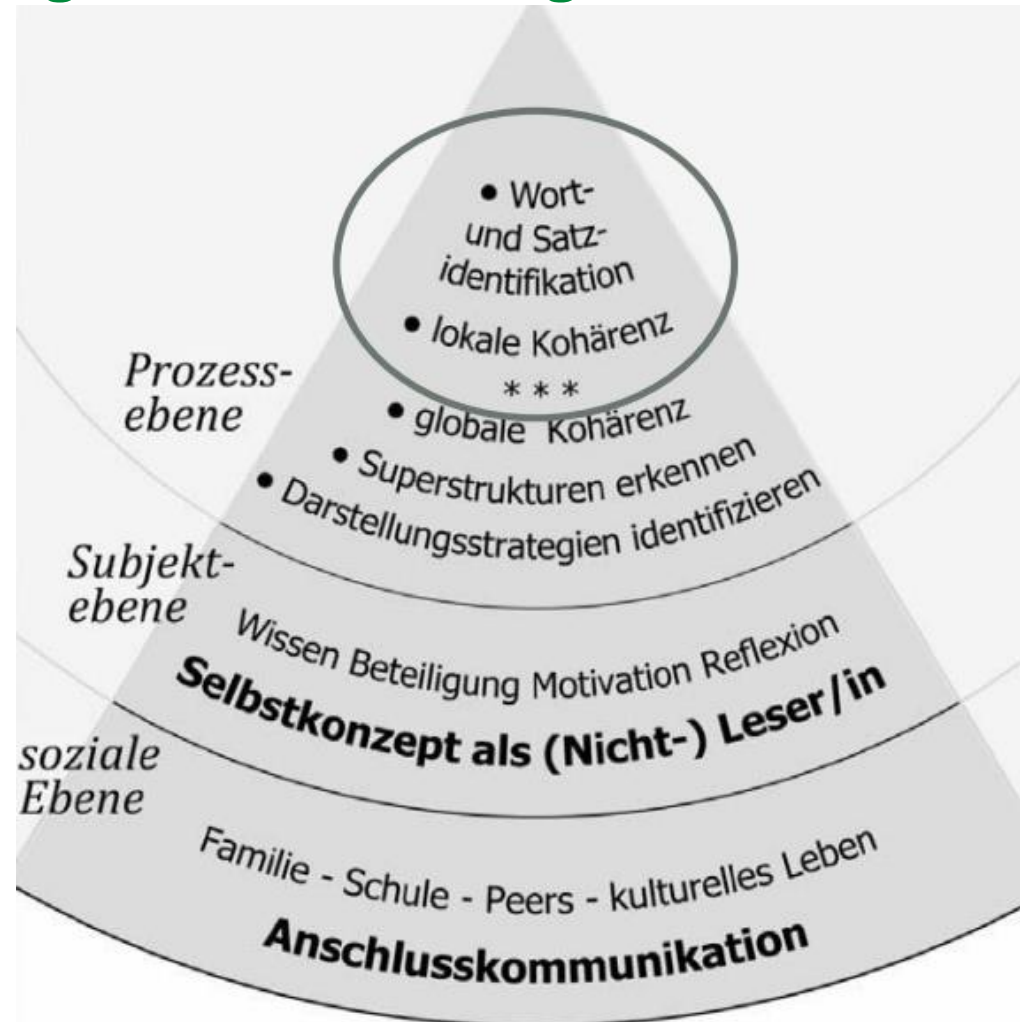 • Wort-
und Satz-
identifikation
• lokale Kohärenz
* * *
• globale Kohärenz
• Superstrukturen erkennen
• Darstellungsstrategien identifizieren
Prozess-
ebene
Wissen Beteiligung Motivation Reflexion
Selbstkonzept als (Nicht-) Leser/in
Subjekt-
ebene
Familie - Schule - Peers - kulturelles Leben
Anschlusskommunikation
soziale
Ebene